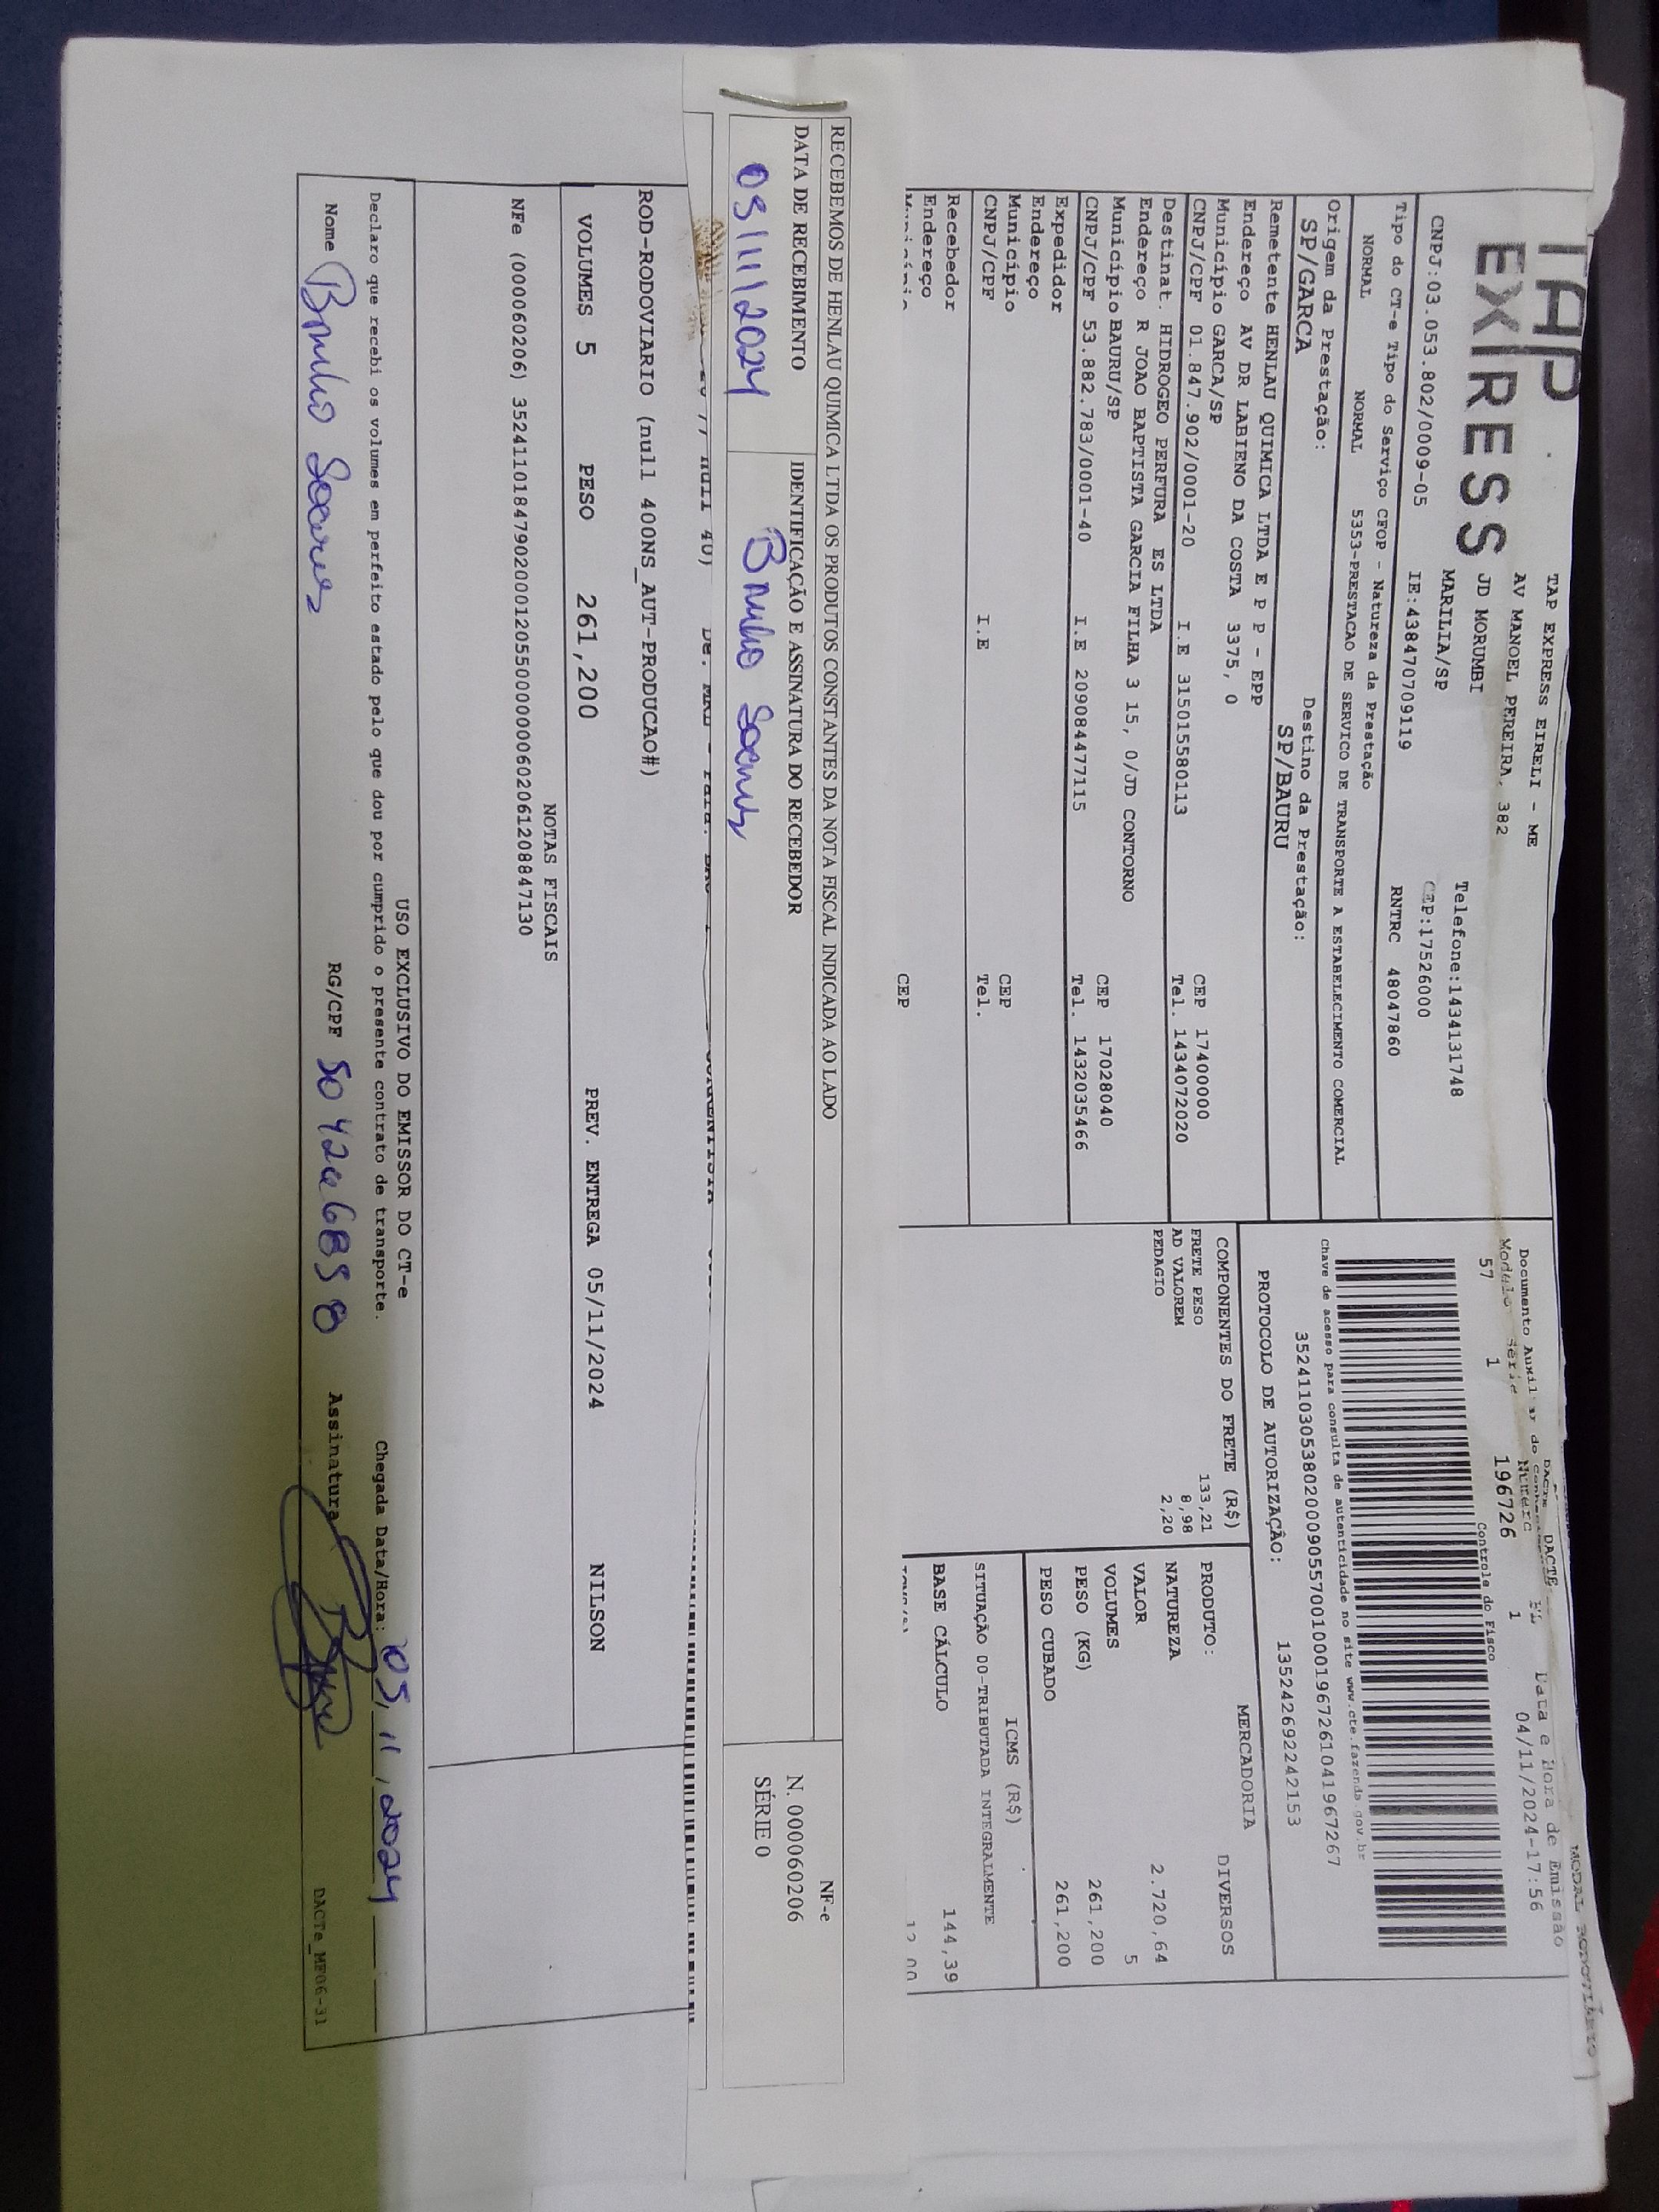 TAP EXPRESS
TAP EXPRESS EIRELI - ME
AV MANOEL PEREIRA, 382
JD MORUMBI
MARILIA/SP
Telefone:1434131748
CEP:17526000
CNPJ:03.053.802/0009-05 IE:438470709119 RNTRC 48047860
Tipo do CT-e Tipo do Serviço CFOP - Natureza da Prestação
NORMAL NORMAL 5353-PRESTACAO DE SERVICO DE TRANSPORTE A ESTABELECIMENTO COMERCIAL
Origem da Prestação: Destino da Prestação:
SP/GARCA SP/BAURU
Remetente HENLAU QUIMICA LTDA E P P - EPP
Endereço AV DR LABIENO DA COSTA 3375, 0
Município GARCA/SP CEP 17400000
CNPJ/CPF 01.847.902/0001-20 I.E 315015580113 Tel. 1434072020
Destinat. HIDROGEO PERFURA ES LTDA
Endereço R JOAO BAPTISTA GARCIA FILHA 3 15, 0/JD CONTORNO
Município BAURU/SP CEP 17028040
CNPJ/CPF 53.882.783/0001-40 I.E 209084477115 Tel. 1432035466
Expedidor
Endereço
Município CEP
CNPJ/CPF I.E Tel.
Recebedor
Endereço
CEP
MODAL RODOVIÁRIO
DACTE
Data e Hora de Emissão
04/11/2024-17:56
Documento Auxiliar do
Modulo Série Número FL
57 1 196726 1
Controle do Fisco
Chave de acesso para consulta de autenticidade no site www.cte.fazenda.gov.br
35241103053802000905570010001967261041967267
PROTOCOLO DE AUTORIZAÇÃO: 135242692242153
COMPONENTES DO FRETE (R$)
FRETE PESO 133,21
AD VALOREM 8,98
PEDAGIO 2,20
MERCADORIA
PRODUTO: DIVERSOS
NATUREZA
VALOR 2.720,64
VOLUMES 5
PESO (KG) 261,200
PESO CUBADO 261,200
ICMS (R$)
SITUAÇÃO 00-TRIBUTADA INTEGRALMENTE
BASE CÁLCULO 144,39
RECEBEMOS DE HENLAU QUIMICA LTDA OS PRODUTOS CONSTANTES DA NOTA FISCAL INDICADA AO LADO
DATA DE RECEBIMENTO IDENTIFICAÇÃO E ASSINATURA DO RECEBEDOR
05/11/2024 Brulho Soares
NF-e
N. 000060206
SÉRIE 0
ROD-RODOVIARIO (null 400NS_AUT-PRODUCAO#)
VOLUMES 5 PESO 261,200 PREV. ENTREGA 05/11/2024 NILSON
NOTAS FISCAIS
NFe (000060206) 35241101847902000120550000000602061208847130
USO EXCLUSIVO DO EMISSOR DO CT-e
Declaro que recebi os volumes em perfeito estado pelo que dou por cumprido o presente contrato de transporte. Chegada Data/Hora: 05/11/2024
Nome Soares RG/CPF Assinatura
DACTe_MF06-31